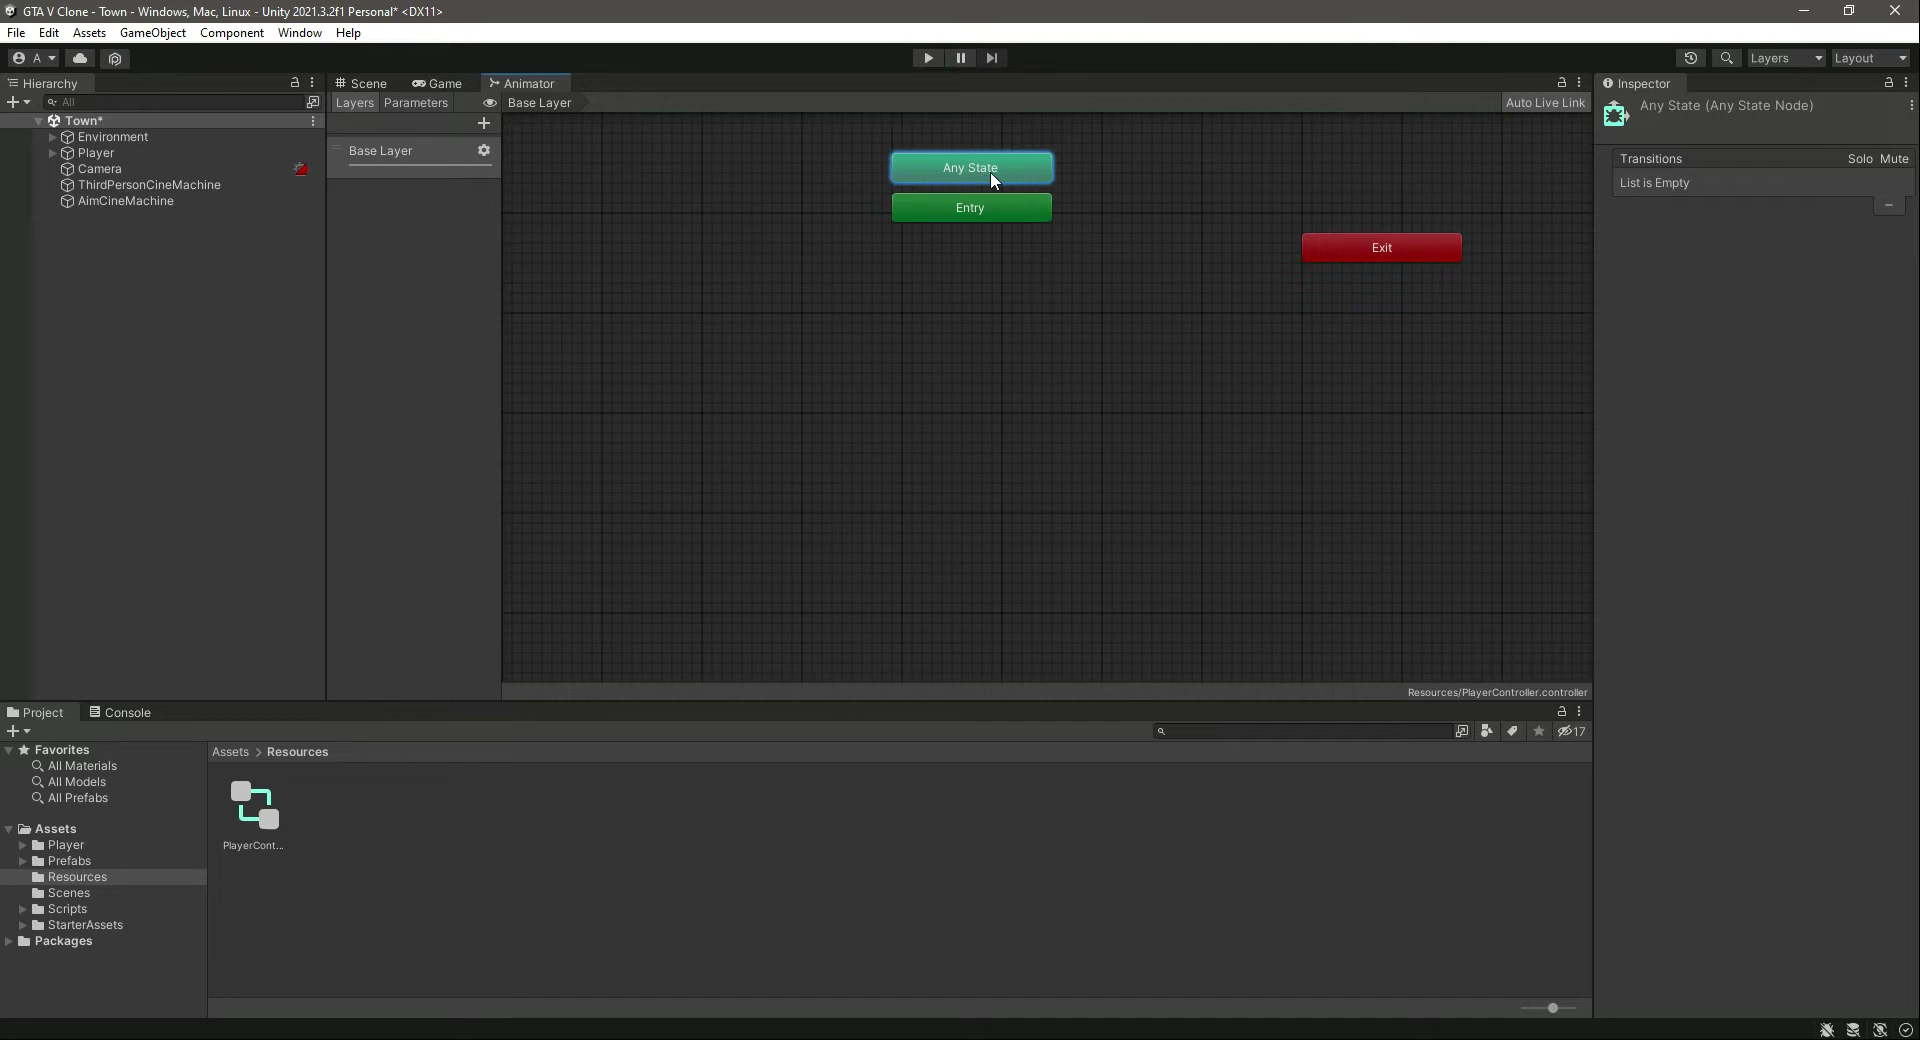 GTA V Clone - Town - Windows, Mac, Linux - Unity 2021.3.2f1 Personal* <DX11>
File Edit Assets GameObject Component Window Help
A
Layers Layout
Hierarchy
All
Town*
Environment
Player
Camera
ThirdPersonCineMachine
AimCineMachine
Scene Game Animator
Layers Parameters Base Layer Auto Live Link
Base Layer
Any State
Entry
Exit
Resources/PlayerController.controller
Inspector
Any State (Any State Node)
Transitions Solo Mute
List is Empty
Project Console
17
Favorites
All Materials
All Models
All Prefabs
Assets
Player
Prefabs
Resources
Scenes
Scripts
StarterAssets
Packages
Assets > Resources
PlayerCont...